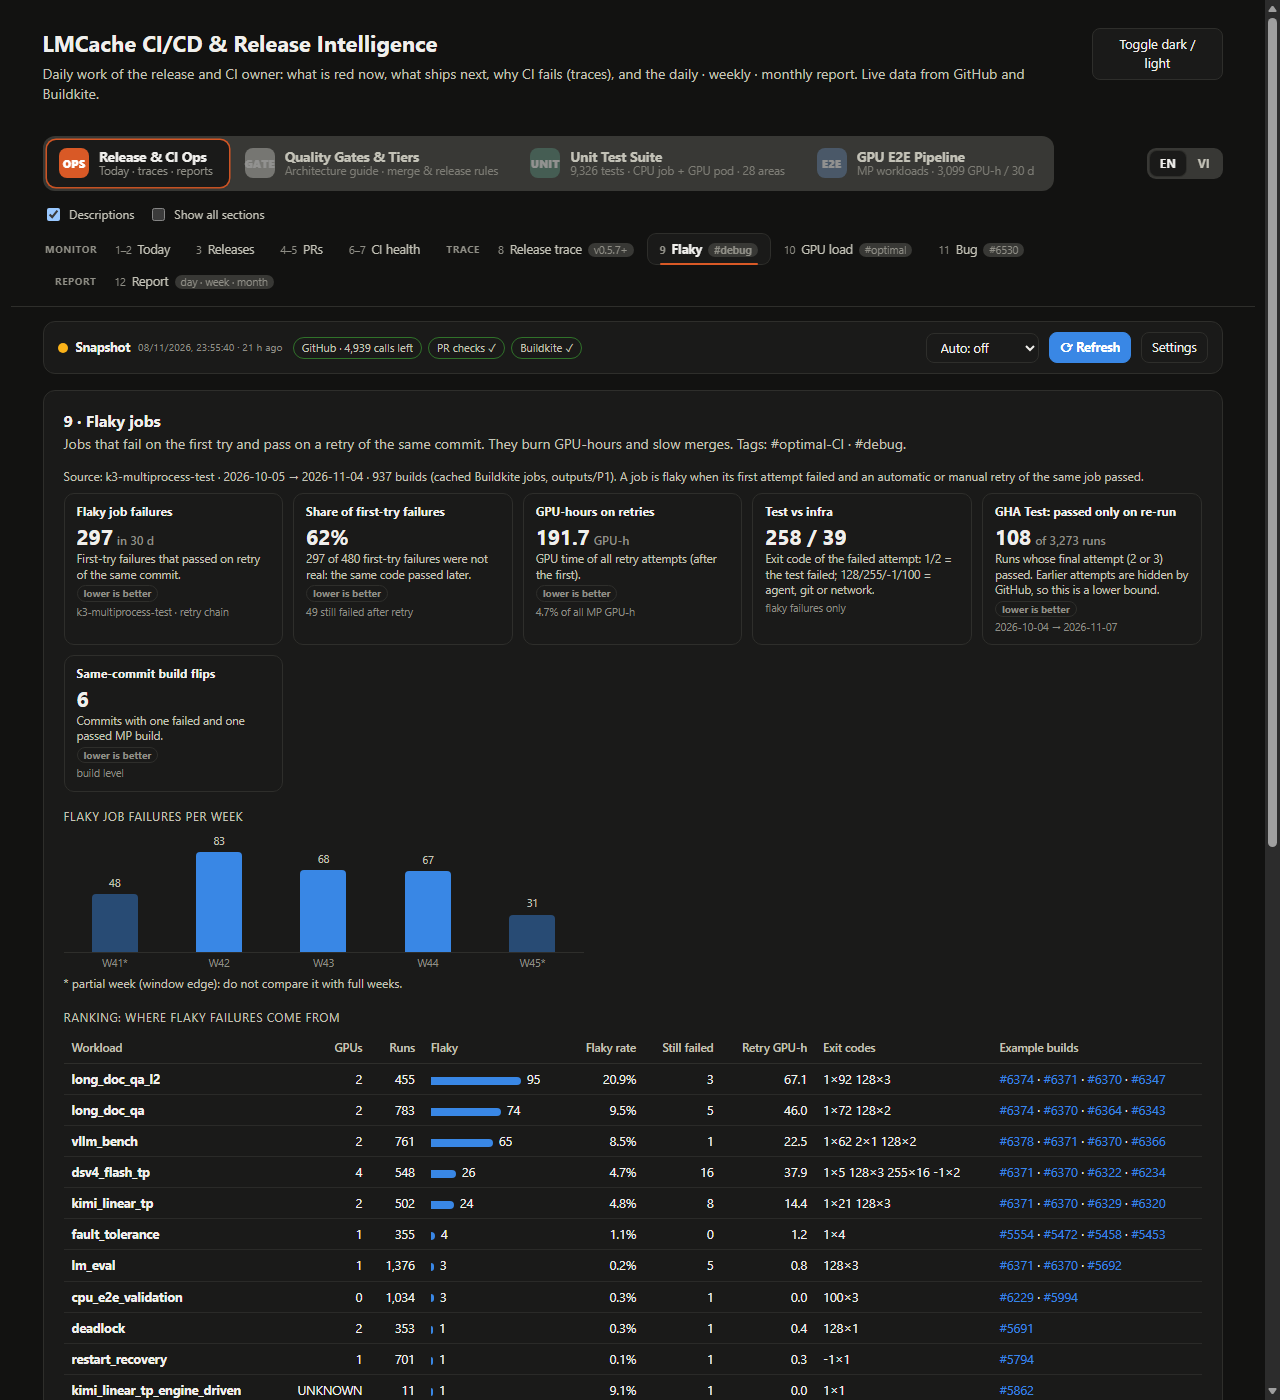 LMCache CI/CD & Release Intelligence
Daily work of the release and CI owner: what is red now, what ships next, why CI fails (traces), and the daily · weekly · monthly report. Live data from GitHub and
Buildkite.
Toggle dark /
light
OPS Release & CI Ops
Today · traces · reports
GATE Quality Gates & Tiers
Architecture guide · merge & release rules
UNIT Unit Test Suite
9,326 tests · CPU job + GPU pod · 28 areas
E2E GPU E2E Pipeline
MP workloads · 3,099 GPU-h / 30 d
EN VI
Descriptions Show all sections
MONITOR 1–2 Today 3 Releases 4–5 PRs 6–7 CI health TRACE 8 Release trace v0.5.7+ 9 Flaky #debug 10 GPU load #optimal 11 Bug #6530
REPORT 12 Report day · week · month
Snapshot 08/11/2026, 23:55:40 · 21 h ago GitHub · 4,939 calls left PR checks ✓ Buildkite ✓ Auto: off ⟳ Refresh Settings
9 · Flaky jobs
Jobs that fail on the first try and pass on a retry of the same commit. They burn GPU-hours and slow merges. Tags: #optimal-CI · #debug.
Source: k3-multiprocess-test · 2026-10-05 → 2026-11-04 · 937 builds (cached Buildkite jobs, outputs/P1). A job is flaky when its first attempt failed and an automatic or manual retry of the same job passed.
Flaky job failures
297 in 30 d
First-try failures that passed on retry
of the same commit.
lower is better
k3-multiprocess-test · retry chain
Share of first-try failures
62%
297 of 480 first-try failures were not
real: the same code passed later.
lower is better
49 still failed after retry
GPU-hours on retries
191.7 GPU-h
GPU time of all retry attempts (after
the first).
lower is better
4.7% of all MP GPU-h
Test vs infra
258 / 39
Exit code of the failed attempt: 1/2 =
the test failed; 128/255/-1/100 =
agent, git or network.
flaky failures only
GHA Test: passed only on re-run
108 of 3,273 runs
Runs whose final attempt (2 or 3)
passed. Earlier attempts are hidden by
GitHub, so this is a lower bound.
lower is better
2026-10-04 → 2026-11-07
Same-commit build flips
6
Commits with one failed and one
passed MP build.
lower is better
build level
FLAKY JOB FAILURES PER WEEK
48 83 68 67 31
W41* W42 W43 W44 W45*
* partial week (window edge): do not compare it with full weeks.
RANKING: WHERE FLAKY FAILURES COME FROM
Workload GPUs Runs Flaky Flaky rate Still failed Retry GPU-h Exit codes Example builds
long_doc_qa_l2 2 455 95 20.9% 3 67.1 1×92 128×3 #6374 · #6371 · #6370 · #6347
long_doc_qa 2 783 74 9.5% 5 46.0 1×72 128×2 #6374 · #6370 · #6364 · #6343
vllm_bench 2 761 65 8.5% 1 22.5 1×62 2×1 128×2 #6378 · #6371 · #6370 · #6366
dsv4_flash_tp 4 548 26 4.7% 16 37.9 1×5 128×3 255×16 -1×2 #6371 · #6370 · #6322 · #6234
kimi_linear_tp 2 502 24 4.8% 8 14.4 1×21 128×3 #6371 · #6370 · #6329 · #6320
fault_tolerance 1 355 4 1.1% 0 1.2 1×4 #5554 · #5472 · #5458 · #5453
lm_eval 1 1,376 3 0.2% 5 0.8 128×3 #6371 · #6370 · #5692
cpu_e2e_validation 0 1,034 3 0.3% 1 0.0 100×3 #6229 · #5994
deadlock 2 353 1 0.3% 1 0.4 128×1 #5691
restart_recovery 1 701 1 0.1% 1 0.3 -1×1 #5794
kimi_linear_tp_engine_driven UNKNOWN 11 1 9.1% 0 0.0 1×1 #5862